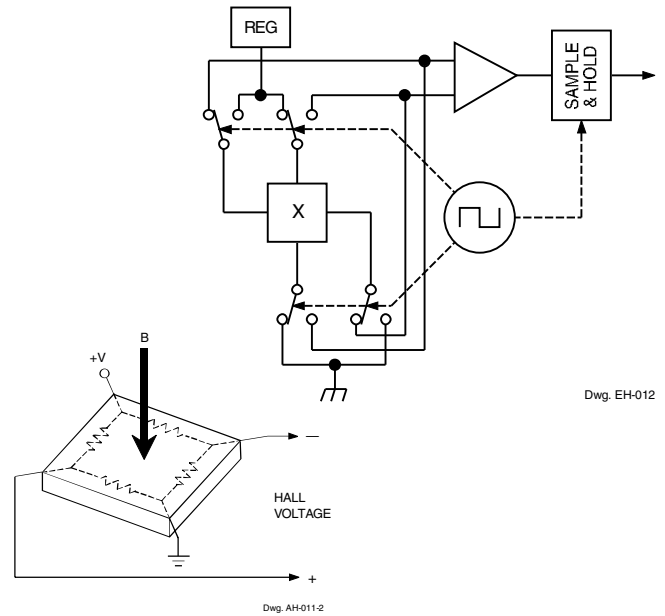 REG
SAMPLE
& HOLD
X
B
+V
Dwg. EH-012
—
HALL
VOLTAGE
+
Dwg. AH-011-2